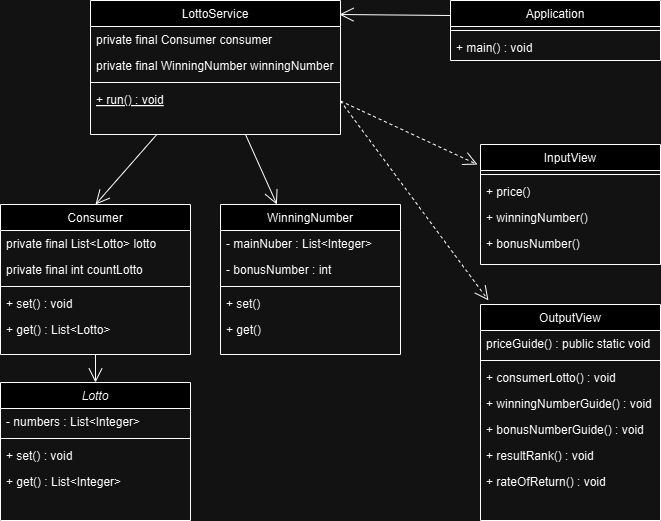 LottoService
private final Consumer consumer
private final WinningNumber winningNumber
+ run() : void
Application
+ main() : void
InputView
+ price()
+ winningNumber()
+ bonusNumber()
Consumer
private final List<Lotto> lotto
private final int countLotto
+ set() : void
+ get() : List<Lotto>
WinningNumber
- mainNuber : List<Integer>
- bonusNumber : int
+ set()
+ get()
OutputView
priceGuide() : public static void
+ consumerLotto() : void
+ winningNumberGuide() : void
+ bonusNumberGuide() : void
+ resultRank() : void
+ rateOfReturn() : void
Lotto
- numbers : List<Integer>
+ set() : void
+ get() : List<Integer>